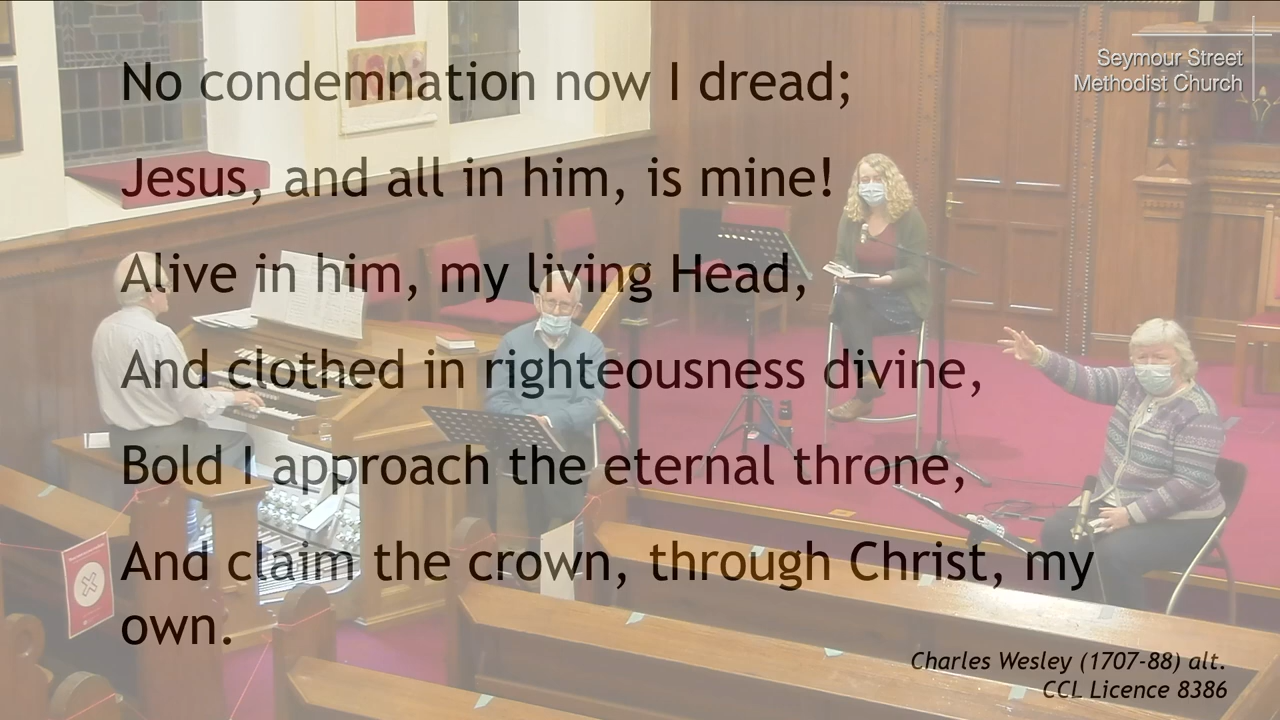 Seymour Street
Methodist Church
No condemnation now I dread;
Jesus, and all in him, is mine!
Alive in him, my living Head,
And clothed in righteousness divine,
Bold I approach the eternal throne,
And claim the crown, through Christ, my
own.
Charles Wesley (1707-88) alt.
CCL Licence 8386